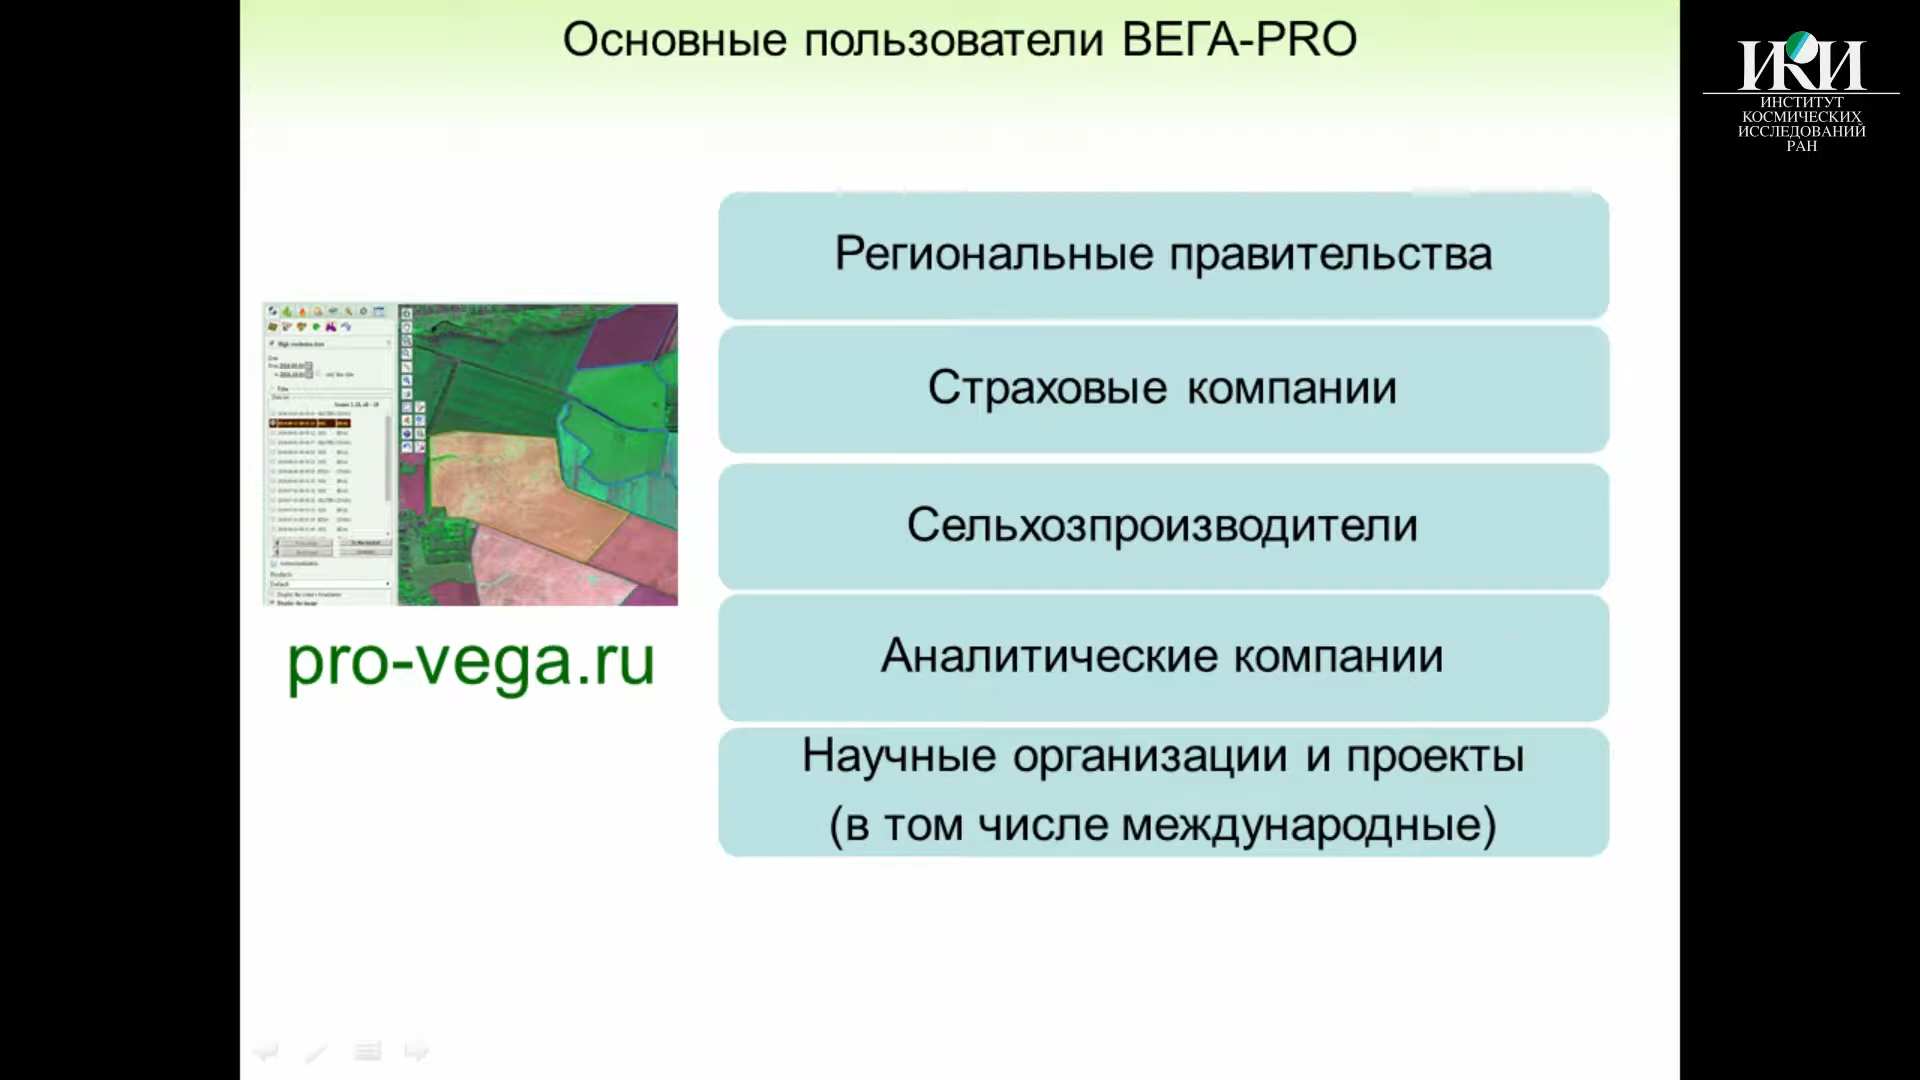 Основные пользователи ВЕГА-PRO
ИКИ
ИНСТИТУТ
КОСМИЧЕСКИХ
ИССЛЕДОВАНИЙ
РАН
Региональные правительства
Страховые компании
Сельхозпроизводители
Аналитические компании
Научные организации и проекты
(в том числе международные)
pro-vega.ru